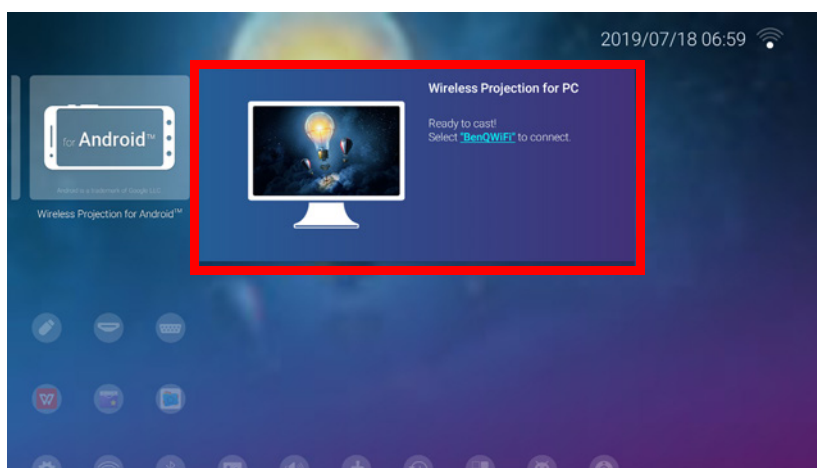 2019/07/18 06:59
for Android™
Android is a trademark of Google LLC.
Wireless Projection for Android™
Wireless Projection for PC
Ready to cast!
Select "BenQWiFi" to connect.